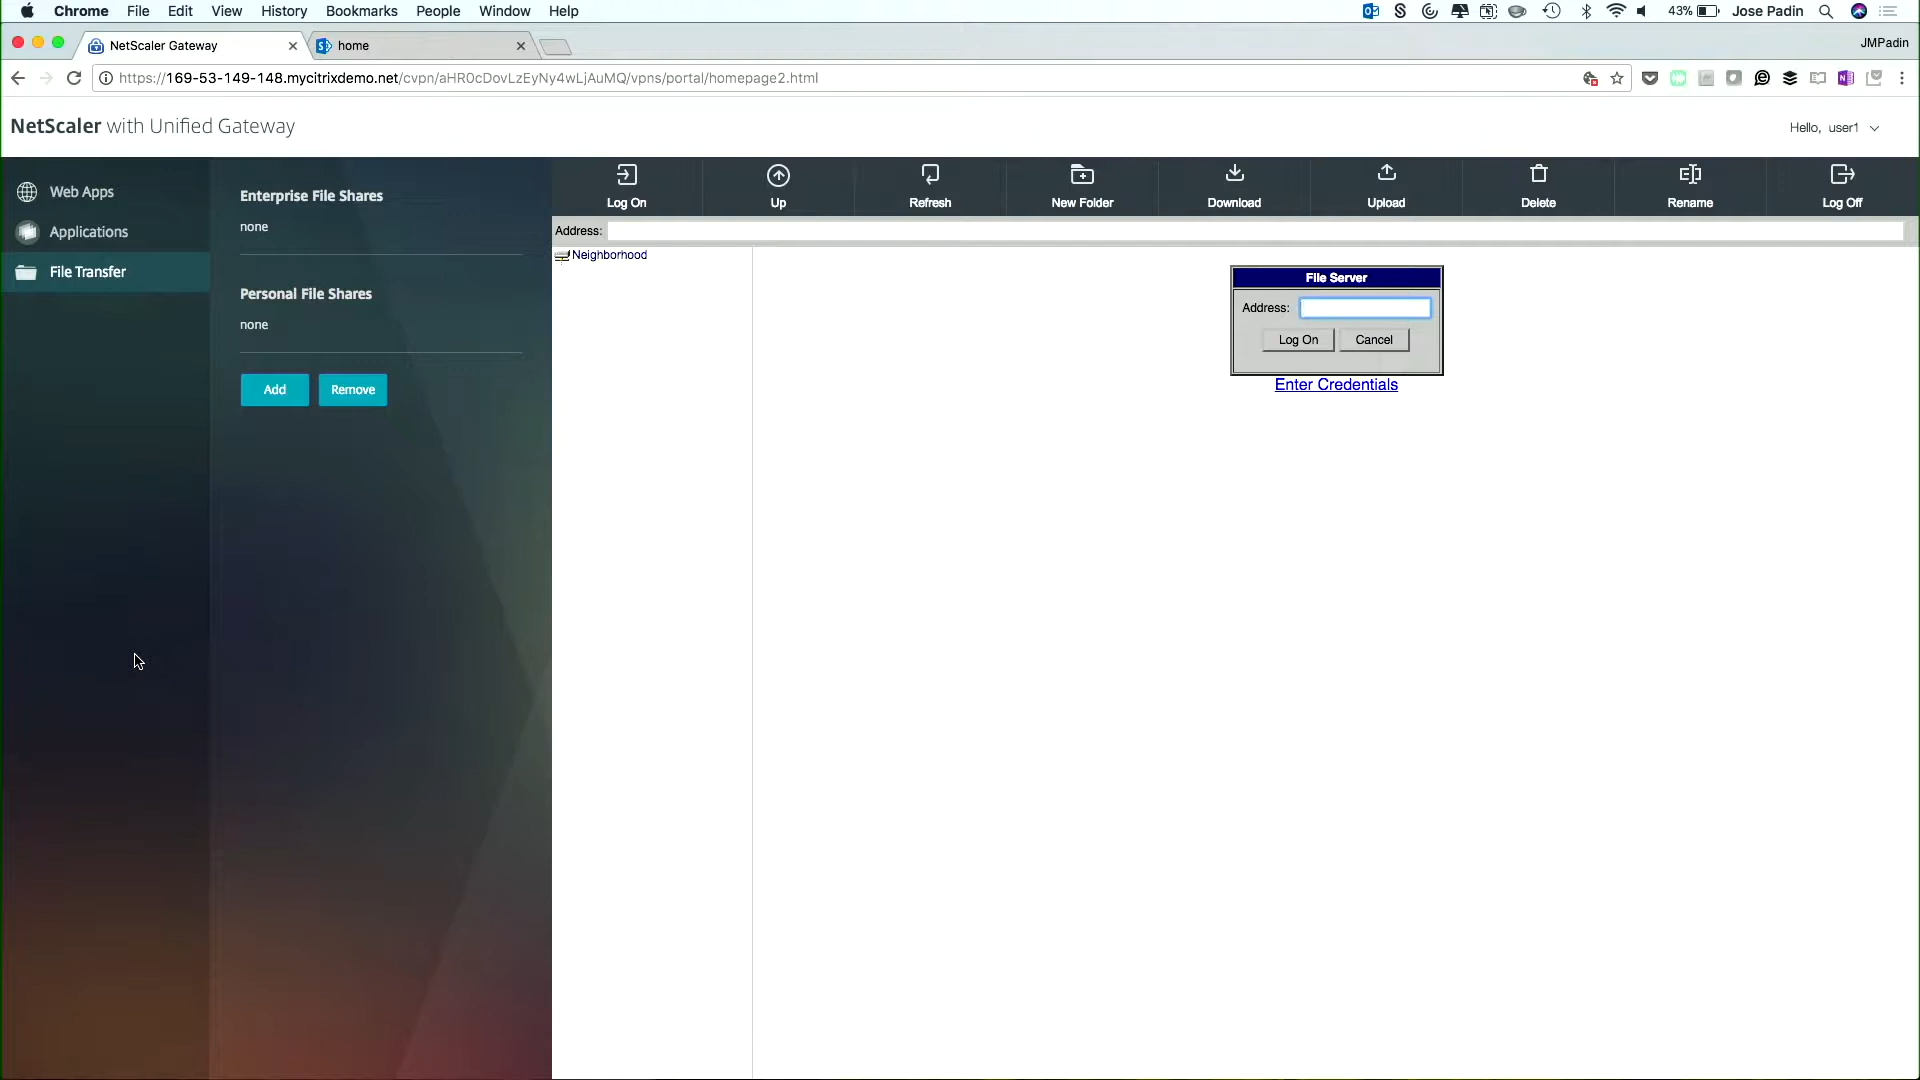 Chrome File Edit View History Bookmarks People Window Help 43% Jose Padin
NetScaler Gateway home JMPadin
https://169-53-149-148.mycitrixdemo.net/cvpn/aHR0cDovLzEyNy4wLjAuMQ/vpns/portal/homepage2.html
NetScaler with Unified Gateway Hello, user1
Web Apps
Applications
File Transfer
Enterprise File Shares
none
Personal File Shares
none
Add Remove
Log On Up Refresh New Folder Download Upload Delete Rename Log Off
Address:
Neighborhood
File Server
Address:
Log On Cancel
Enter Credentials